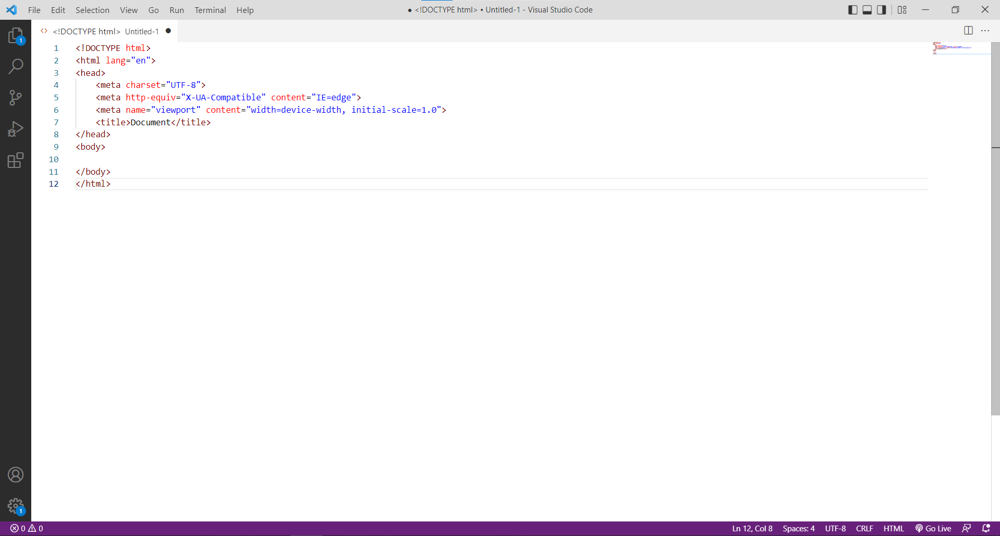 File Edit Selection View Go Run Terminal Help
● <!DOCTYPE html> • Untitled-1 - Visual Studio Code
1
<!DOCTYPE html> Untitled-1 ●
1 <!DOCTYPE html>
2 <html lang="en">
3 <head>
4     <meta charset="UTF-8">
5     <meta http-equiv="X-UA-Compatible" content="IE=edge">
6     <meta name="viewport" content="width=device-width, initial-scale=1.0">
7     <title>Document</title>
8 </head>
9 <body>
10
11 </body>
12 </html>
1
0 0
Ln 12, Col 8 Spaces: 4 UTF-8 CRLF HTML Go Live